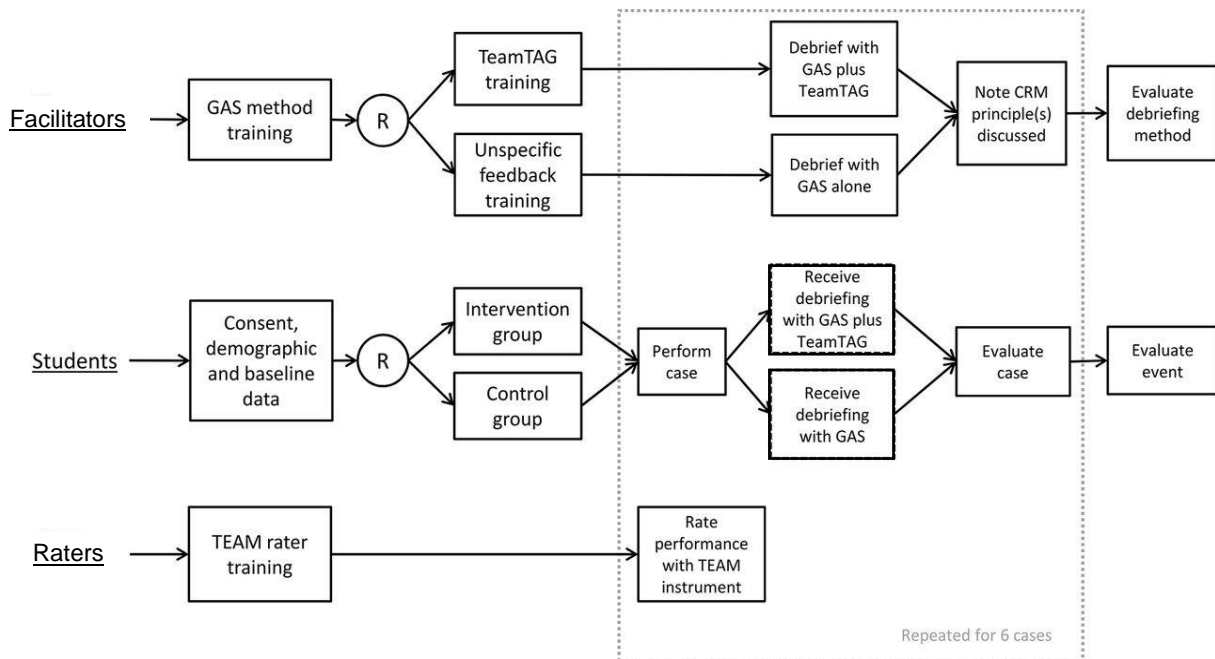 Facilitators
GAS method
training
R
TeamTAG
training
Unspecific
feedback
training
Debrief with
GAS plus
TeamTAG
Debrief with
GAS alone
Note CRM
principle(s)
discussed
Evaluate
debriefing
method
Students
Consent,
demographic
and baseline
data
R
Intervention
group
Control
group
Perform
case
Receive
debriefing
with GAS plus
TeamTAG
Receive
debriefing
with GAS
Evaluate
case
Evaluate
event
Raters
TEAM rater
training
Rate
performance
with TEAM
instrument
Repeated for 6 cases